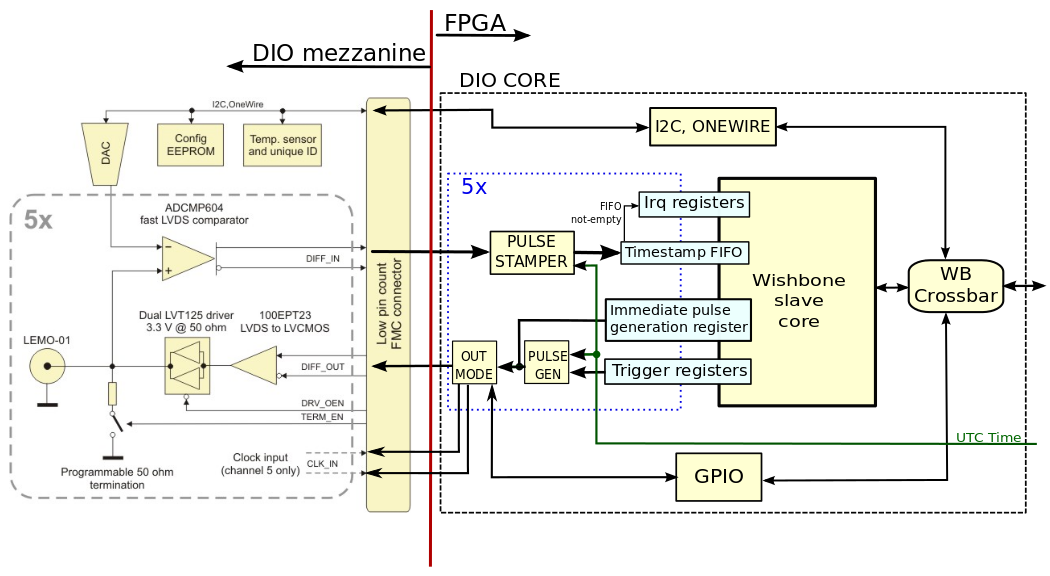 FPGA
DIO mezzanine
DIO CORE
I2C,OneWire
DAC
Config
EEPROM
Temp. sensor
and unique ID
I2C, ONEWIRE
5x
ADCMP604
fast LVDS comparator
−
+
DIFF_IN
Low pin count
FMC connector
5x
FIFO
not-empty
Irq registers
PULSE
STAMPER
Timestamp FIFO
Wishbone
slave
core
WB
Crossbar
Immediate pulse
generation register
Dual LVT125 driver
3.3 V @ 50 ohm
100EPT23
LVDS to LVCMOS
LEMO-01
DIFF_OUT
OUT
MODE
PULSE
GEN
Trigger registers
DRV_OEN
TERM_EN
UTC Time
Clock input
(channel 5 only)
CLK_IN
Programmable 50 ohm
termination
GPIO